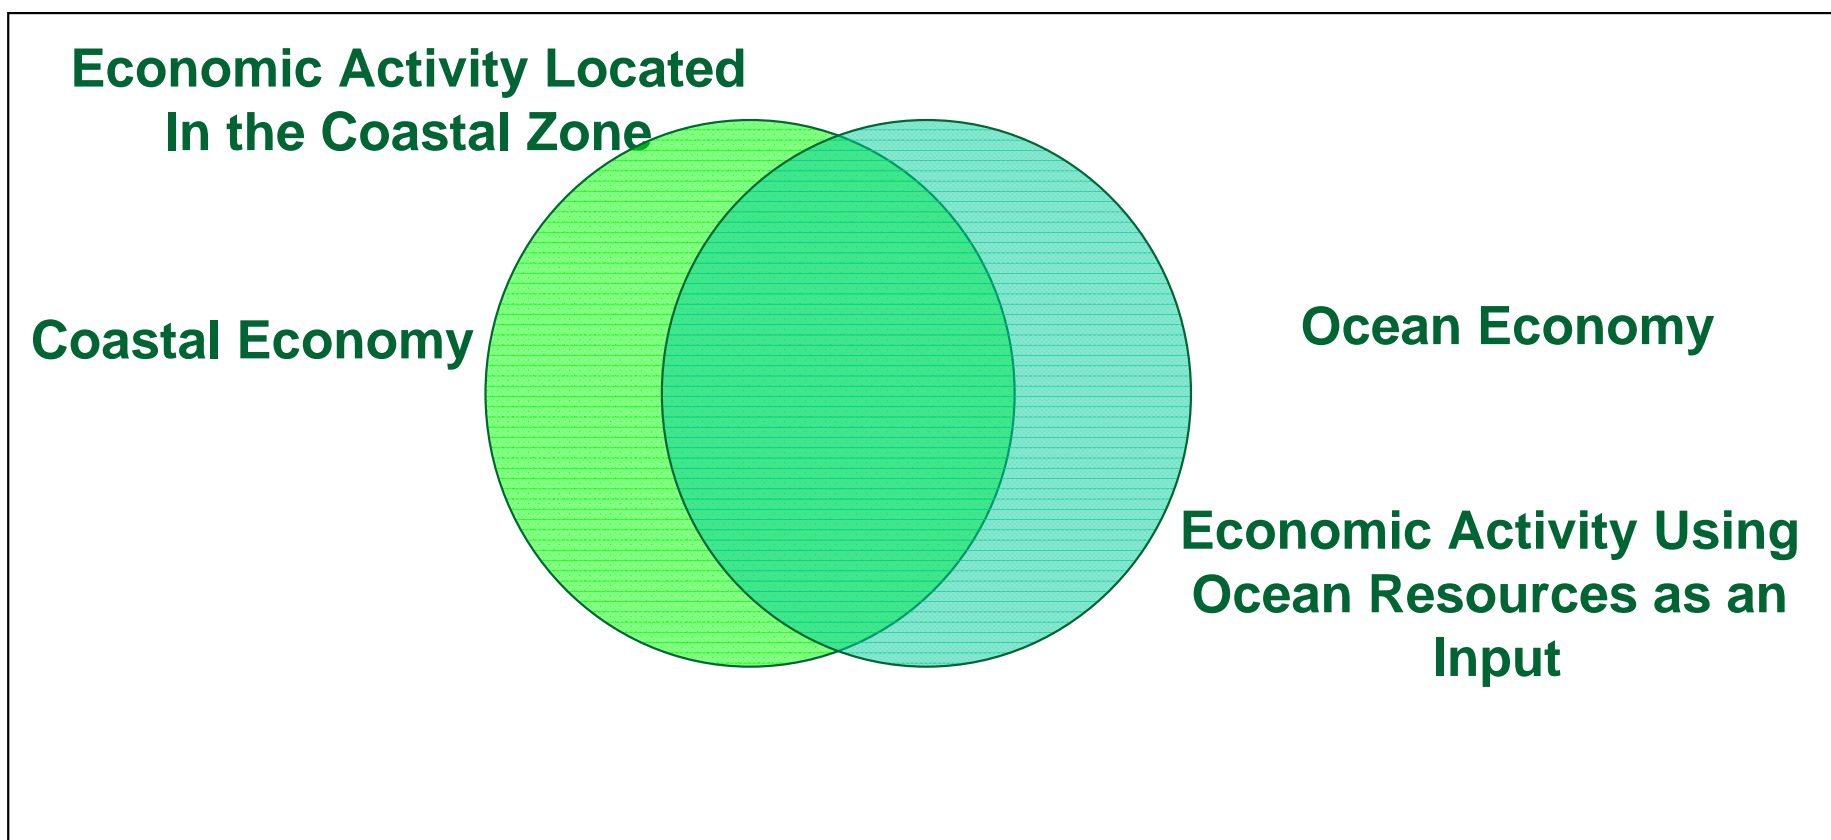 Economic Activity Located
In the Coastal Zone
Coastal Economy
Ocean Economy
Economic Activity Using
Ocean Resources as an
Input